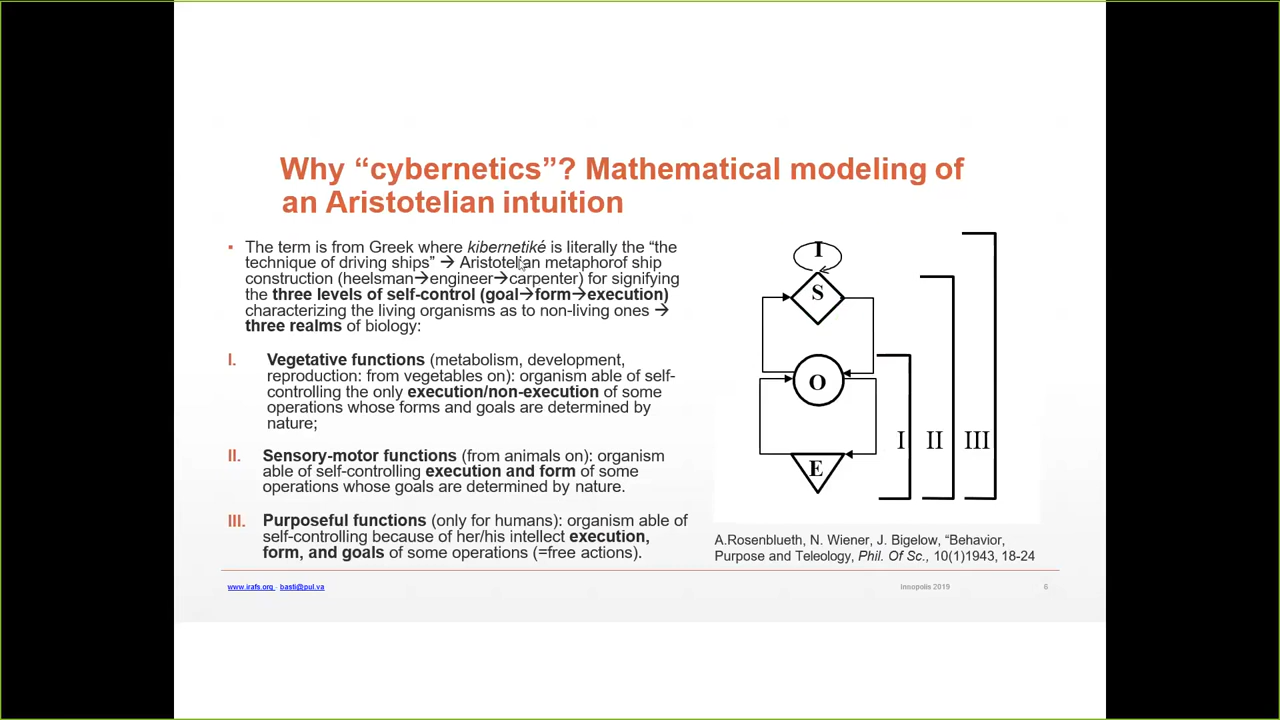 Why “cybernetics”? Mathematical modeling of
an Aristotelian intuition
▪ The term is from Greek where kibernetiké is literally the “the
technique of driving ships” → Aristotelian metaphorof ship
construction (heelsman→engineer→carpenter) for signifying
the three levels of self-control (goal→form→execution)
characterizing the living organisms as to non-living ones →
three realms of biology:
I. Vegetative functions (metabolism, development,
reproduction: from vegetables on): organism able of self-
controlling the only execution/non-execution of some
operations whose forms and goals are determined by
nature;
II. Sensory-motor functions (from animals on): organism
able of self-controlling execution and form of some
operations whose goals are determined by nature.
III. Purposeful functions (only for humans): organism able of
self-controlling because of her/his intellect execution,
form, and goals of some operations (=free actions).
I
S
O
E
I II III
A.Rosenblueth, N. Wiener, J. Bigelow, “Behavior,
Purpose and Teleology, Phil. Of Sc., 10(1)1943, 18-24
www.irafs.org - basti@pul.va
Insopolis 2019
6